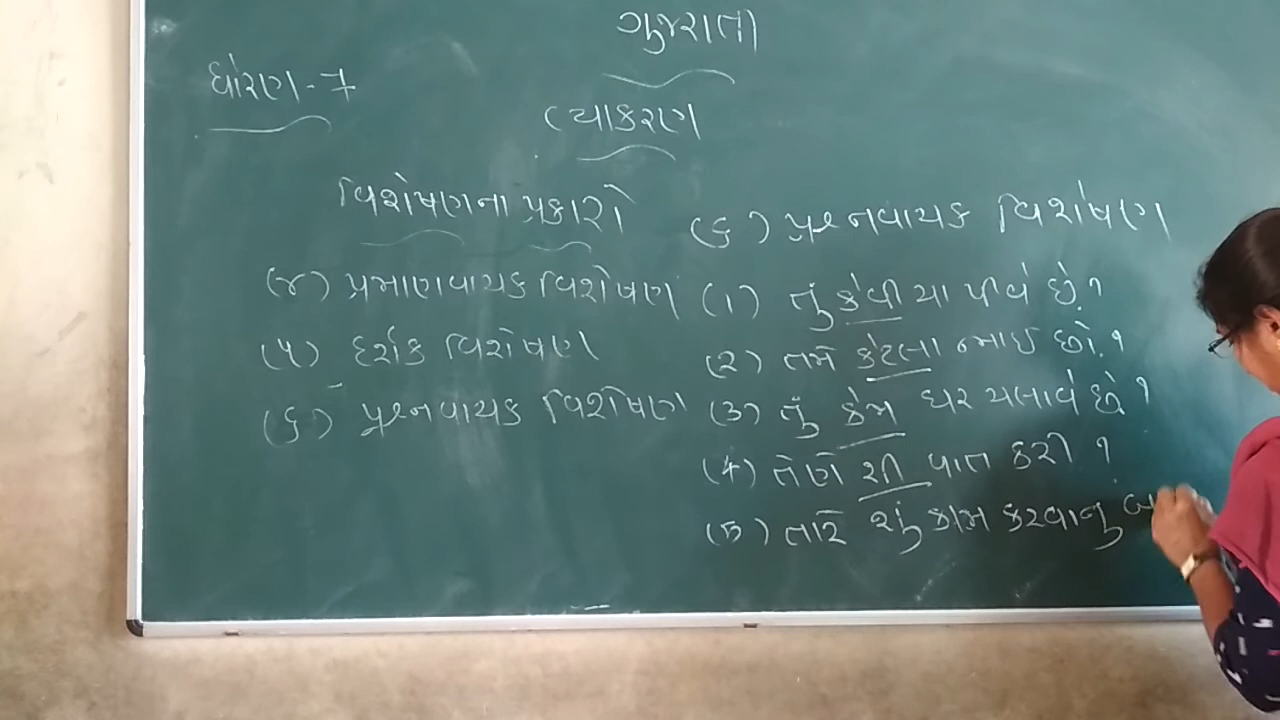 ગુજરાતી
ધોરણ - 7
વ્યાકરણ
વિશેષણના પ્રકારો
(૪) પ્રમાણવાચક વિશેષણ
(૫) દર્શક વિશેષણ
(૬) પ્રશ્નવાચક વિશેષણ
(૬) પ્રશ્નવાચક વિશેષણ
(૧) તું કેવી ચા પીવે છે?
(૨) તમે કેટલા ભાઈ છો?
(૩) તું કેમ ઘર ચલાવે છે?
(૪) તેણે શી વાત કરી?
(૫) તારે શું કામ કરવાનું